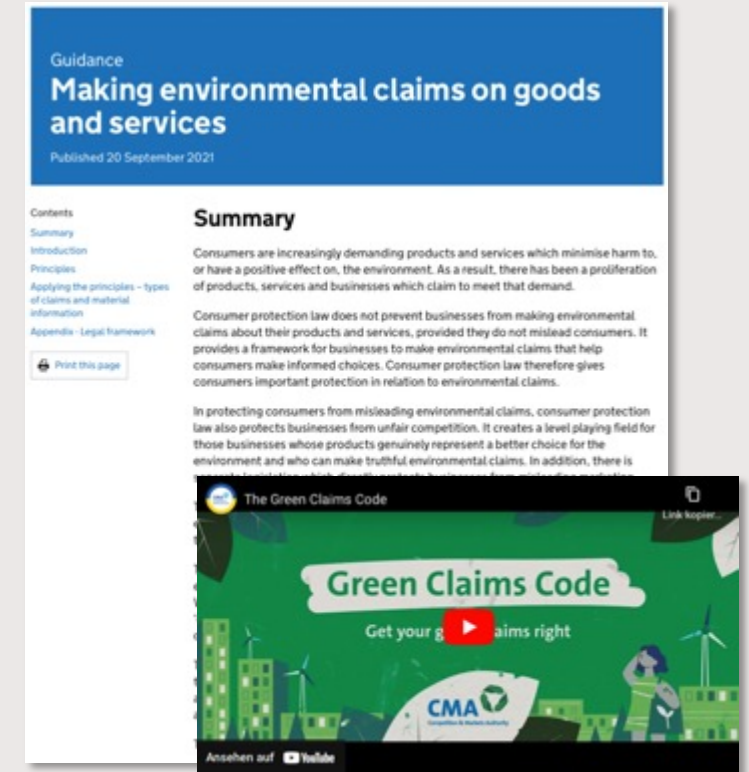 Guidance
Making environmental claims on goods
and services
Published 20 September 2021
Contents
Summary
Introduction
Principles
Applying the principles – types
of claims and material
information
Appendix - Legal framework
Print this page
Summary
Consumers are increasingly demanding products and services which minimise harm to,
or have a positive effect on, the environment. As a result, there has been a proliferation
of products, services and businesses which claim to meet that demand.
Consumer protection law does not prevent businesses from making environmental
claims about their products and services, provided they do not mislead consumers. It
provides a framework for businesses to make environmental claims that help
consumers make informed choices. Consumer protection law therefore gives
consumers important protection in relation to environmental claims.
In protecting consumers from misleading environmental claims, consumer protection
law also protects businesses from unfair competition. It creates a level playing field for
those businesses whose products genuinely represent a better choice for the
environment and who can make truthful environmental claims. In addition, there is
The Green Claims Code
Link kopier...
Green Claims Code
Get your g aims right
CMA
Competition & Markets Authority
Ansehen auf YouTube